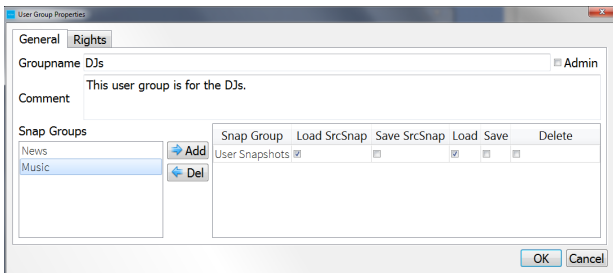 User Group Properties
General Rights
Groupname DJs Admin
Comment This user group is for the DJs.
Snap Groups
News
Music
Add
Del
Snap Group Load SrcSnap Save SrcSnap Load Save Delete
User Snapshots
OK Cancel